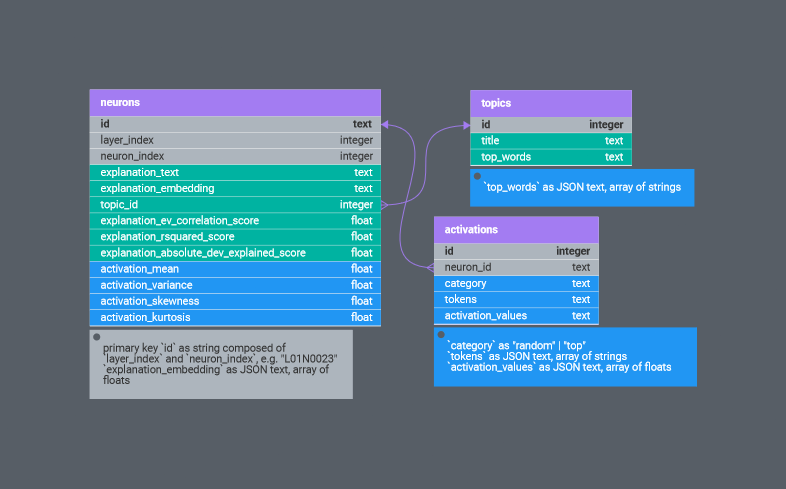 neurons
id text
layer_index integer
neuron_index integer
explanation_text text
explanation_embedding text
topic_id integer
explanation_ev_correlation_score float
explanation_rsquared_score float
explanation_absolute_dev_explained_score float
activation_mean float
activation_variance float
activation_skewness float
activation_kurtosis float
primary key `id` as string composed of
`layer_index` and `neuron_index`, e.g. "L01N0023"
`explanation_embedding` as JSON text, array of
floats
topics
id integer
title text
top_words text
`top_words` as JSON text, array of strings
activations
id integer
neuron_id text
category text
tokens text
activation_values text
`category` as "random" | "top"
`tokens` as JSON text, array of strings
`activation_values` as JSON text, array of floats